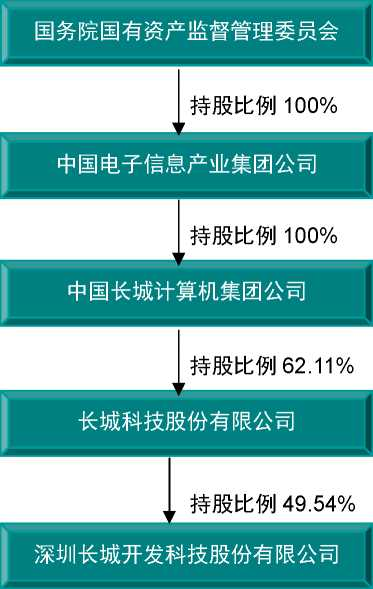 国务院国有资产监督管理委员会
持股比例 100%
中国电子信息产业集团公司
持股比例 100%
中国长城计算机集团公司
持股比例 62.11%
长城科技股份有限公司
持股比例 49.54%
深圳长城开发科技股份有限公司